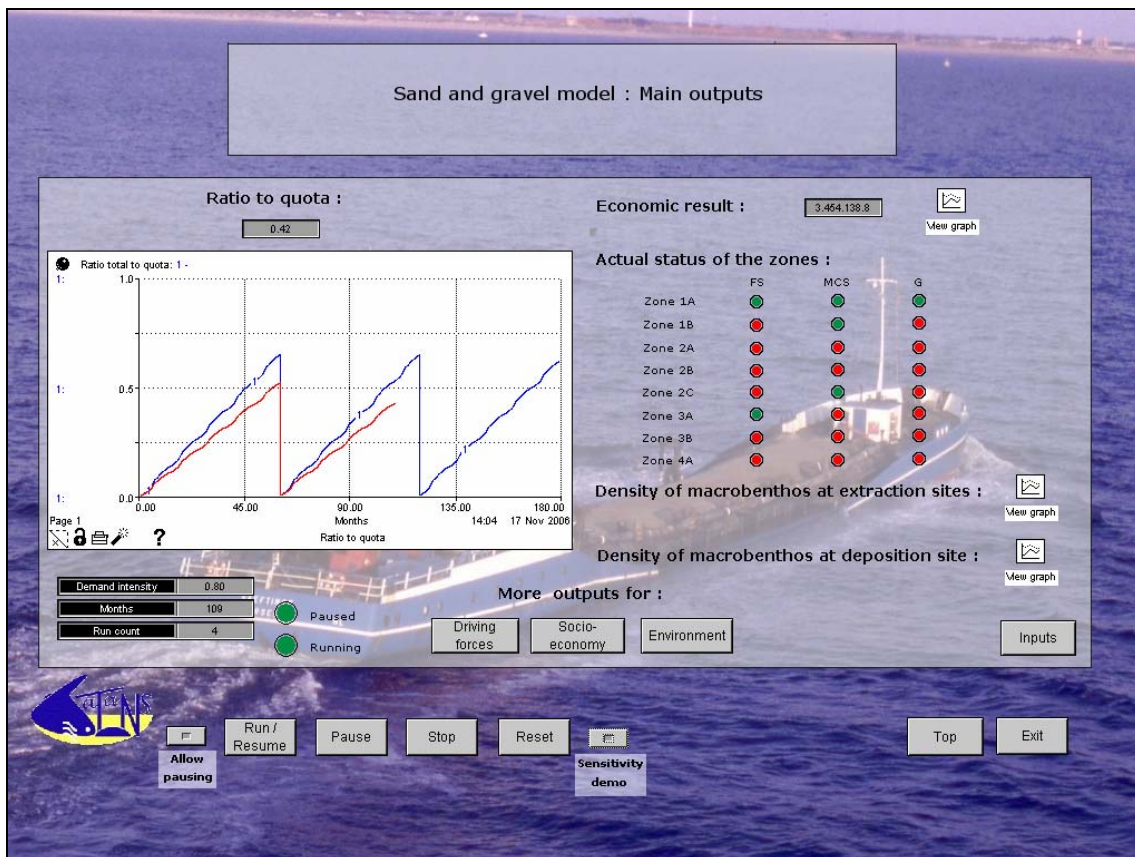 Sand and gravel model : Main outputs
Ratio to quota :
0.42
Economic result :
3.454.138.8
View graph
Ratio total to quota: 1 -
1:
1.0
1:
0.5
1:
0.0
1
1
1
0.00
45.00
90.00
135.00
180.00
Page 1
Months
14:04 17 Nov 2006
Ratio to quota
?
Actual status of the zones :
FS MCS G
Zone 1A
Zone 1B
Zone 2A
Zone 2B
Zone 2C
Zone 3A
Zone 3B
Zone 4A
Density of macrobenthos at extraction sites :
View graph
Density of macrobenthos at deposition site :
View graph
Demand intensity 0.80
Months 109
Run count 4
Paused
Running
More outputs for :
Driving
forces
Socio-
economy
Environment
Inputs
Allow
pausing
Run /
Resume
Pause
Stop
Reset
Sensitivity
demo
Top
Exit